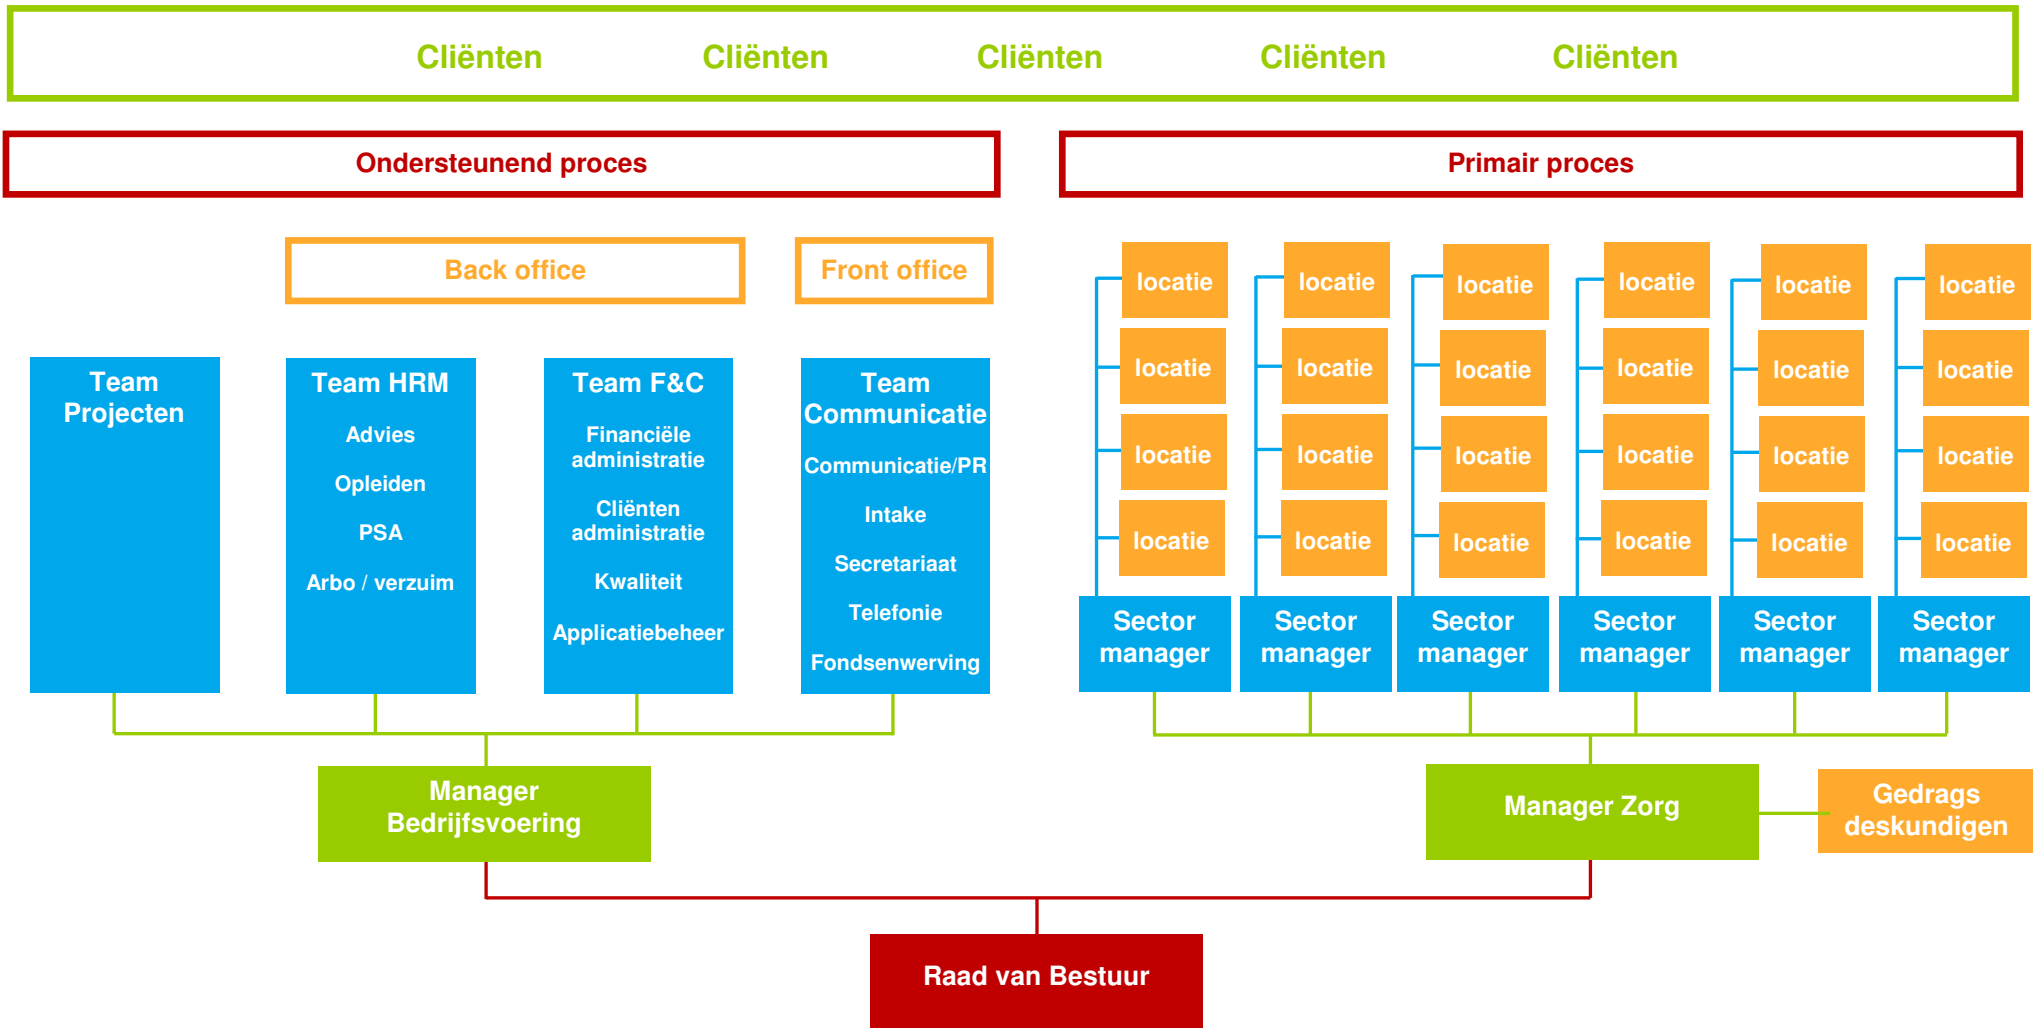 Cliënten Cliënten Cliënten Cliënten Cliënten
Ondersteunend proces
Primair proces
Back office
Front office
Team
Projecten
Team HRM
Advies
Opleiden
PSA
Arbo / verzuim
Team F&C
Financiële
administratie
Cliënten
administratie
Kwaliteit
Applicatiebeheer
Team
Communicatie
Communicatie/PR
Intake
Secretariaat
Telefonie
Fondsenwerving
locatie locatie locatie locatie locatie locatie
locatie locatie locatie locatie locatie locatie
locatie locatie locatie locatie locatie locatie
locatie locatie locatie locatie locatie locatie
Sector
manager
Sector
manager
Sector
manager
Sector
manager
Sector
manager
Sector
manager
Manager
Bedrijfsvoering
Manager Zorg
Gedrags
deskundigen
Raad van Bestuur